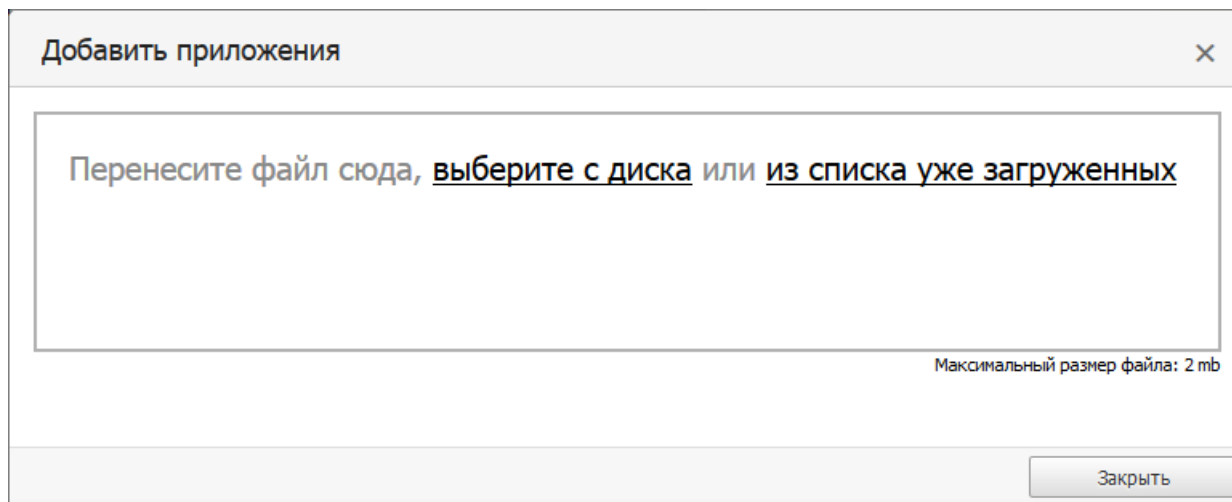 Добавить приложения
Перенесите файл сюда, выберите с диска или из списка уже загруженных
Максимальный размер файла: 2 mb
Закрыть